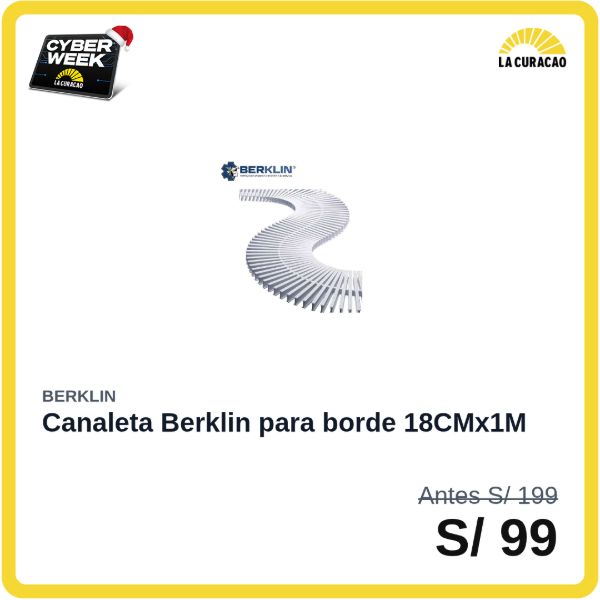 CYBER
WEEK
LA CURACAO
LA CURACAO
BERKLIN®
BERKLIN
Canaleta Berklin para borde 18CMx1M
Antes S/ 199
S/ 99